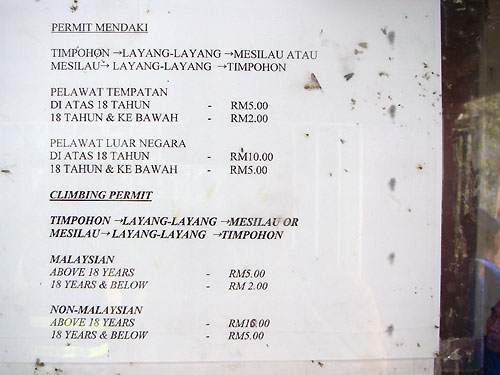 PERMIT MENDAKI
TIMPOHON →LAYANG-LAYANG →MESILAU ATAU
MESILAU→ LAYANG-LAYANG →TIMPOHON
PELAWAT TEMPATAN
DI ATAS 18 TAHUN - RM5.00
18 TAHUN & KE BAWAH - RM2.00
PELAWAT LUAR NEGARA
DI ATAS 18 TAHUN - RM10.00
18 TAHUN & KE BAWAH - RM5.00
CLIMBING PERMIT
TIMPOHON →LAYANG-LAYANG →MESILAU OR
MESILAU→LAYANG-LAYANG →TIMPOHON
MALAYSIAN
ABOVE 18 YEARS - RM5.00
18 YEARS & BELOW - RM 2.00
NON-MALAYSIAN
ABOVE 18 YEARS - RM10.00
18 YEARS & BELOW - RM5.00